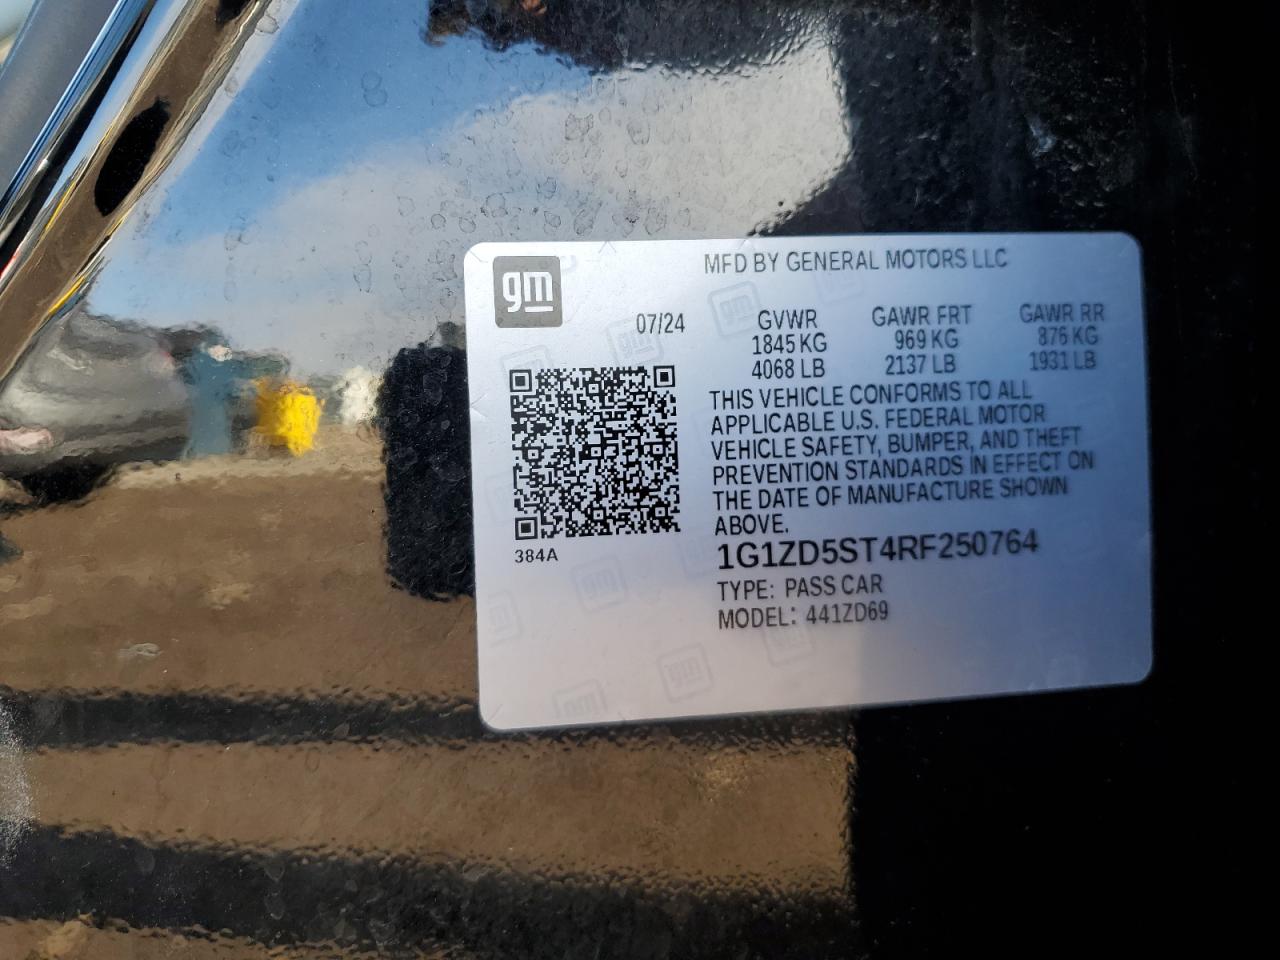 gm
MFD BY GENERAL MOTORS LLC
07/24
GVWR GAWR FRT GAWR RR
1845 KG 969 KG 876 KG
4068 LB 2137 LB 1931 LB
THIS VEHICLE CONFORMS TO ALL
APPLICABLE U.S. FEDERAL MOTOR
VEHICLE SAFETY, BUMPER, AND THEFT
PREVENTION STANDARDS IN EFFECT ON
THE DATE OF MANUFACTURE SHOWN
ABOVE.
384A
1G1ZD5ST4RF250764
TYPE: PASS CAR
MODEL: 441ZD69